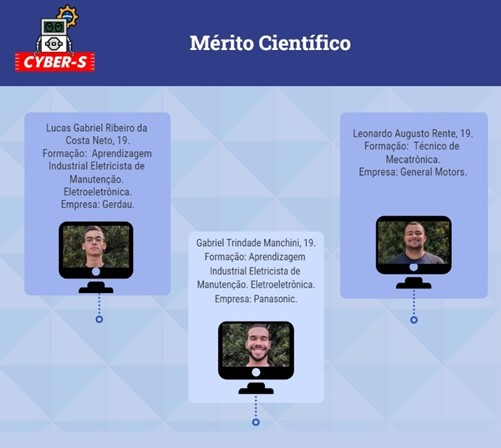 CYBER-S
Mérito Científico
Lucas Gabriel Ribeiro da
Costa Neto, 19.
Formação: Aprendizagem
Industrial Eletricista de
Manutenção.
Eletroeletrônica.
Empresa: Gerdau.
Gabriel Trindade Manchini, 19.
Formação: Aprendizagem
Industrial Eletricista de
Manutenção. Eletroeletrônica.
Empresa: Panasonic.
Leonardo Augusto Rente, 19.
Formação: Técnico de
Mecatrônica.
Empresa: General Motors.